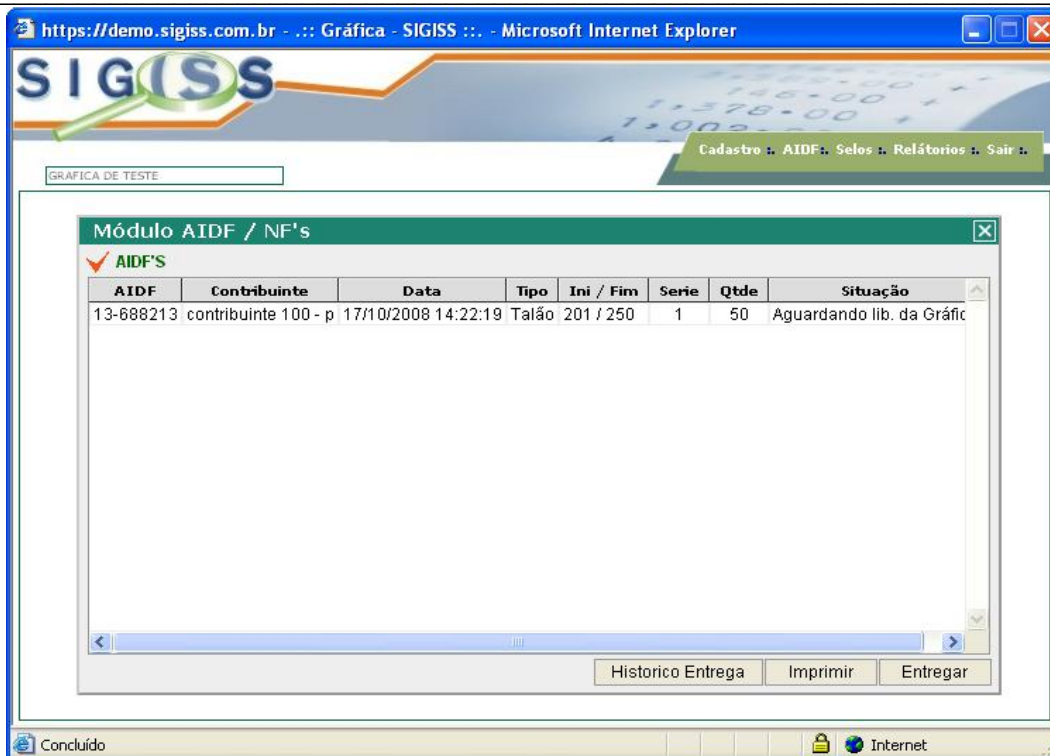 https://demo.sigiss.com.br - .:: Gráfica - SIGISS ::. - Microsoft Internet Explorer
SIGISS
Cadastro :. AIDF:. Selos :. Relátorios :. Sair :.
GRAFICA DE TESTE
Módulo AIDF / NF's
AIDF'S
AIDF Contribuinte Data Tipo Ini / Fim Serie Qtde Situação
13-688213 contribuinte 100 - p 17/10/2008 14:22:19 Talão 201 / 250 1 50 Aguardando lib. da Gráfic
Historico Entrega Imprimir Entregar
Concluído Internet